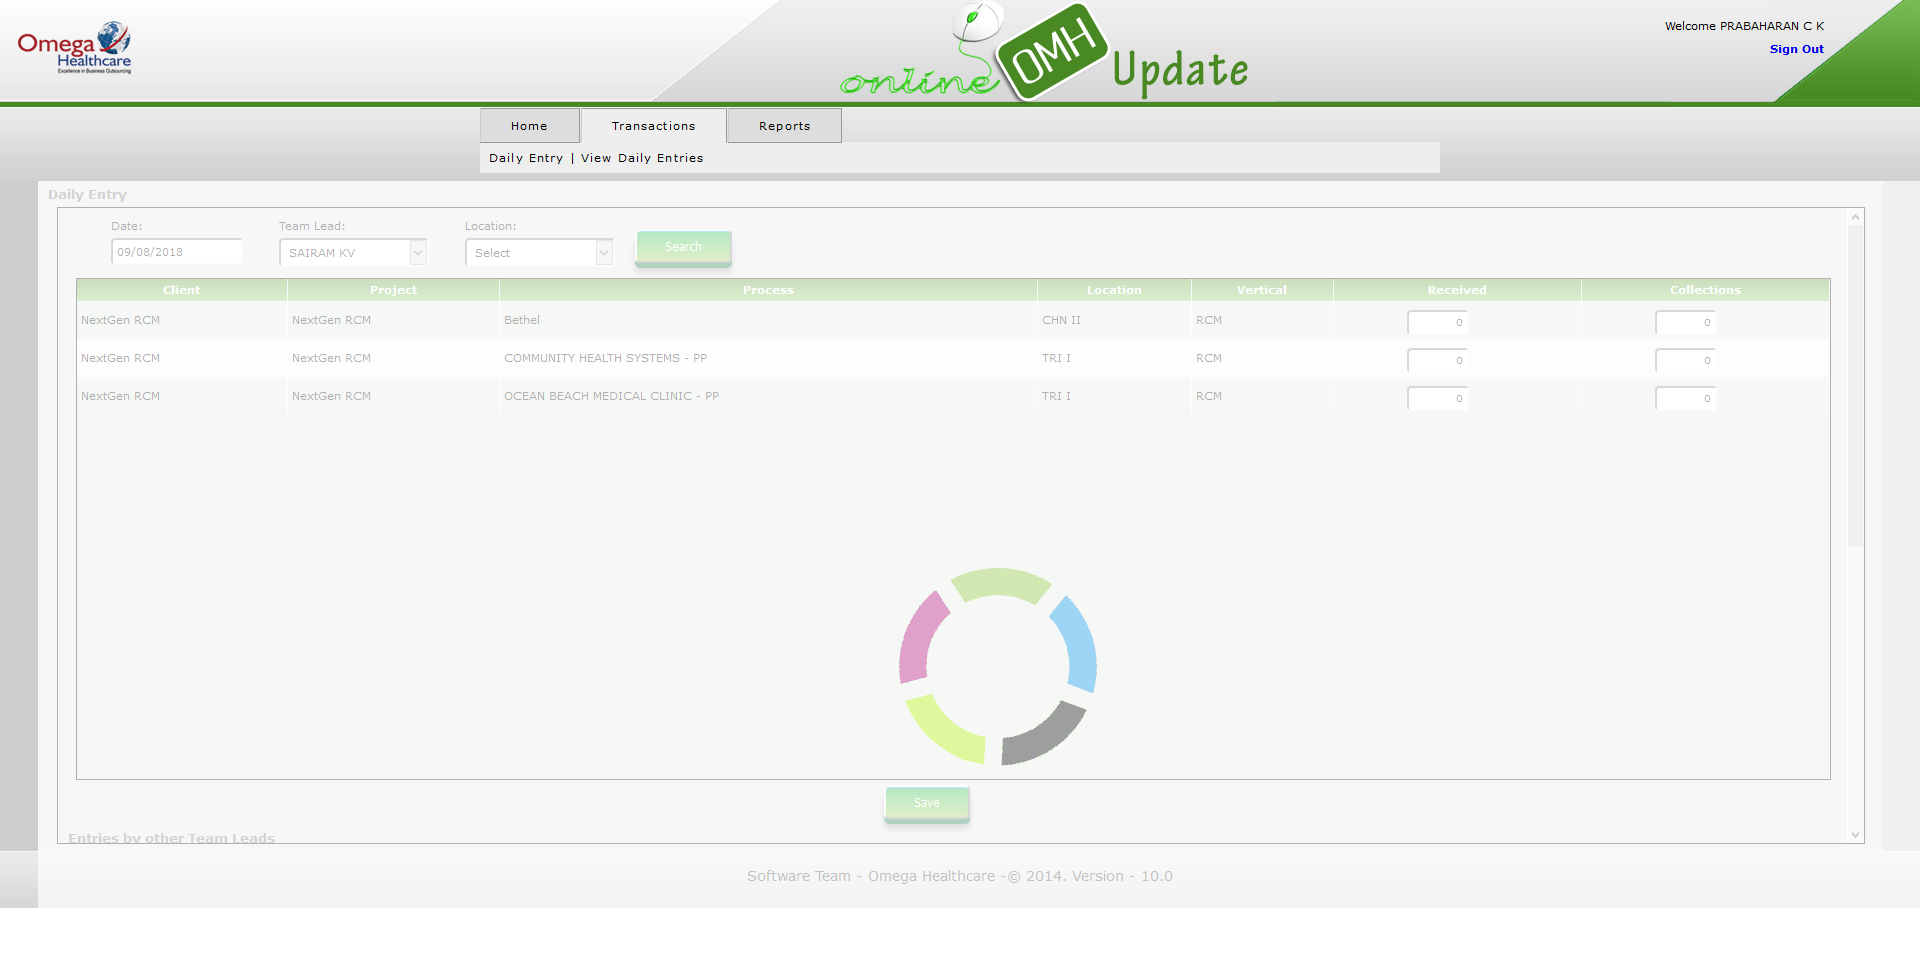 Omega
Healthcare
Excellence in Business Outsourcing
online OMH Update
Welcome PRABAHARAN C K
Sign Out
Home Transactions Reports
Daily Entry | View Daily Entries
Daily Entry
Date: Team Lead: Location:
09/08/2018 SAIRAM KV Select Search
Client Project Process Location Vertical Received Collections
NextGen RCM NextGen RCM Bethel CHN II RCM 0 0
NextGen RCM NextGen RCM COMMUNITY HEALTH SYSTEMS - PP TRI I RCM 0 0
NextGen RCM NextGen RCM OCEAN BEACH MEDICAL CLINIC - PP TRI I RCM 0 0
Save
Entries by other Team Leads
Software Team - Omega Healthcare -© 2014. Version - 10.0